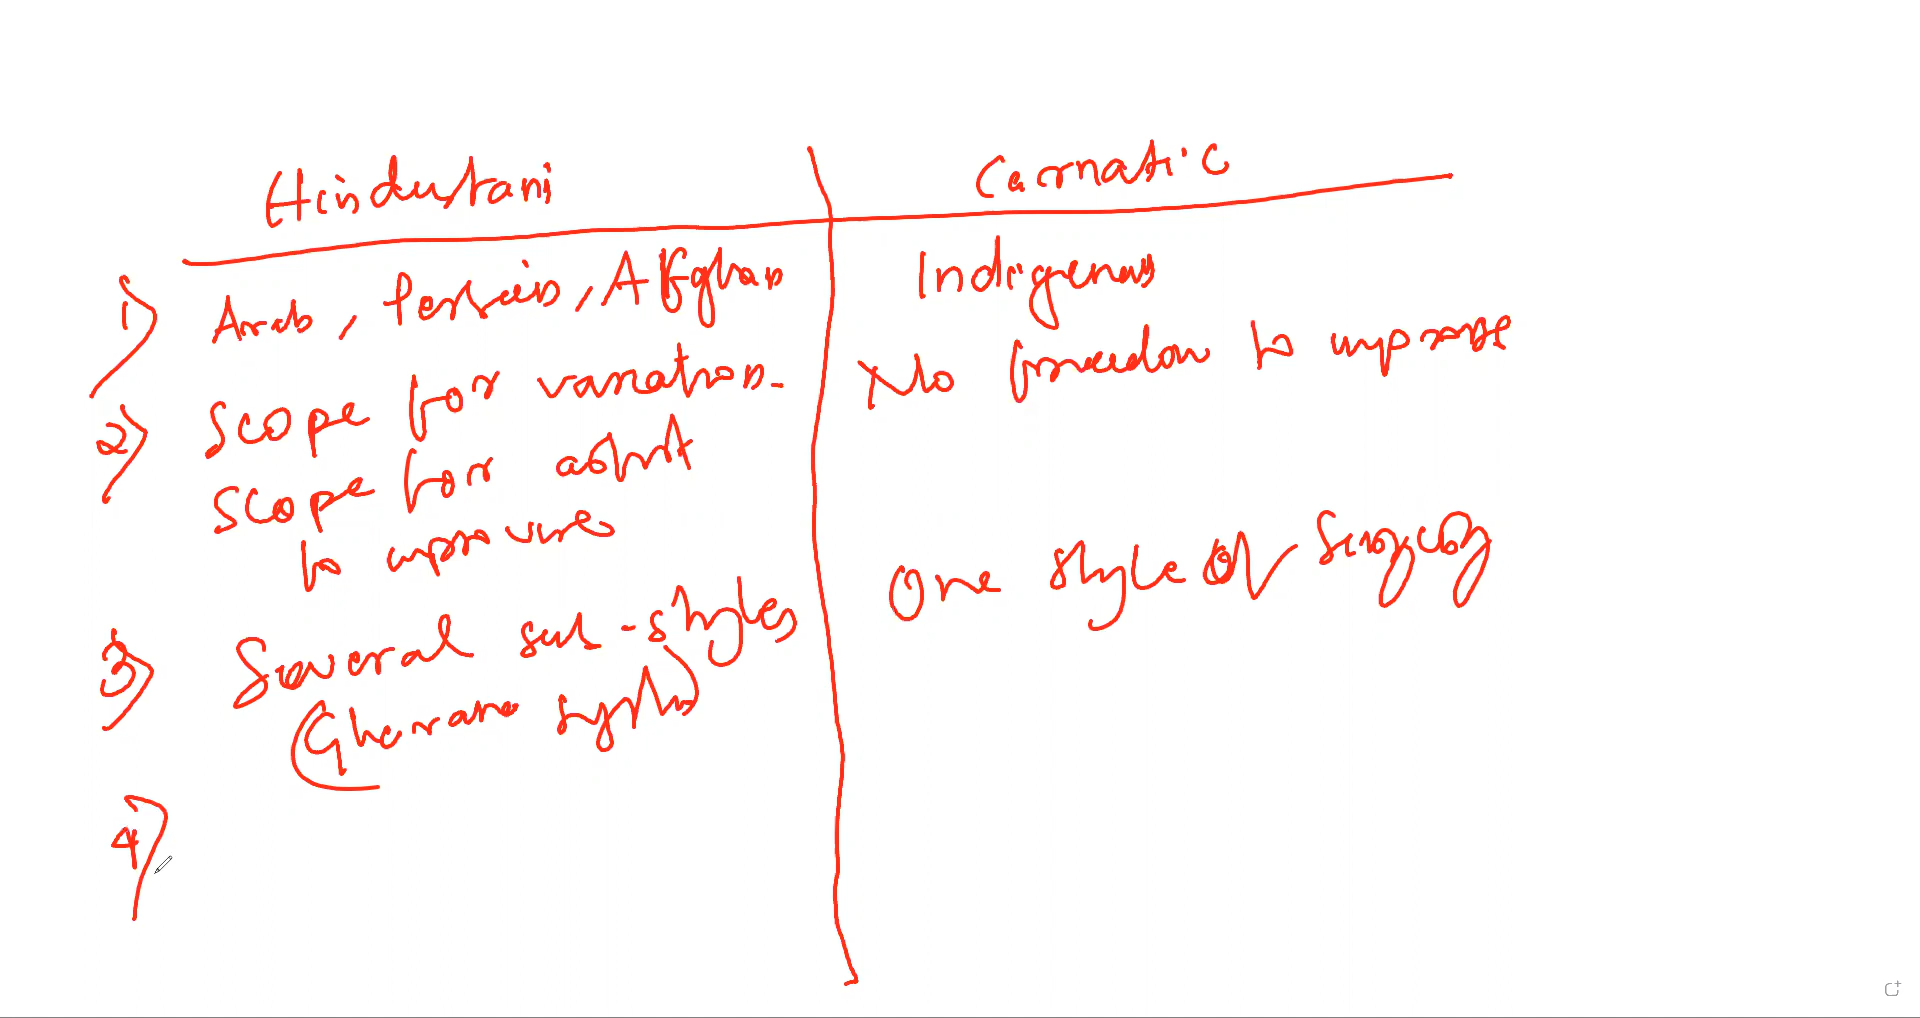 Hindustani
Carnatic
1) Arab, Persian, Afghan
Indigenous
2) Scope for variation.
No freedom to improvise
Scope for artist
to improvise
3) Several sub-styles
One style of singing
(Gharana system)
4)